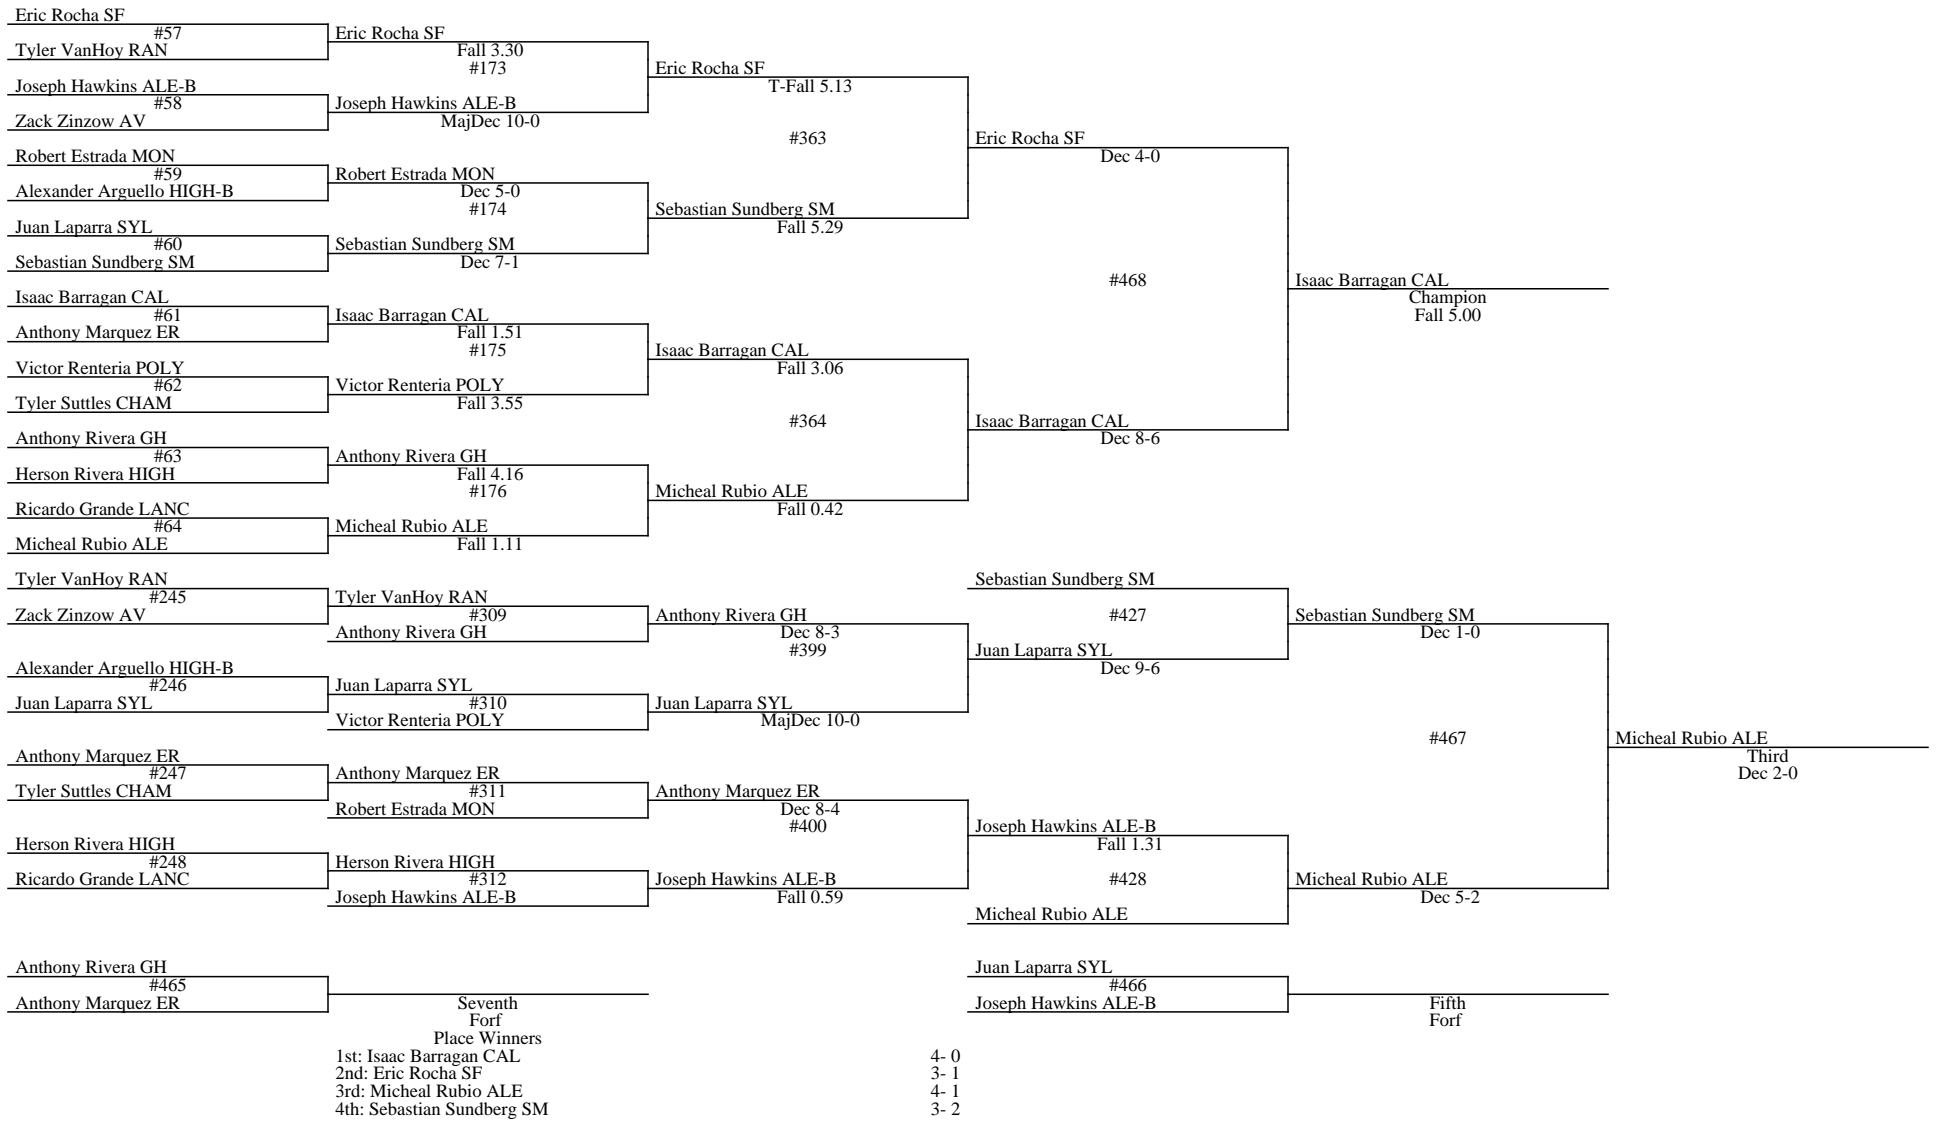 Eric Rocha SF
#57
Tyler VanHoy RAN
Joseph Hawkins ALE-B
#58
Zack Zinzow AV
Robert Estrada MON
#59
Alexander Arguello HIGH-B
Juan Laparra SYL
#60
Sebastian Sundberg SM
Isaac Barragan CAL
#61
Anthony Marquez ER
Victor Renteria POLY
#62
Tyler Suttles CHAM
Anthony Rivera GH
#63
Herson Rivera HIGH
Ricardo Grande LANC
#64
Micheal Rubio ALE
Eric Rocha SF
Fall 3.30
#173
Joseph Hawkins ALE-B
MajDec 10-0
Robert Estrada MON
Dec 5-0
#174
Sebastian Sundberg SM
Dec 7-1
Isaac Barragan CAL
Fall 1.51
#175
Victor Renteria POLY
Fall 3.55
Anthony Rivera GH
Fall 4.16
#176
Micheal Rubio ALE
Fall 1.11
Eric Rocha SF
T-Fall 5.13
#363
Sebastian Sundberg SM
Fall 5.29
Isaac Barragan CAL
Fall 3.06
#364
Micheal Rubio ALE
Fall 0.42
Eric Rocha SF
Dec 4-0
#468
Isaac Barragan CAL
Dec 8-6
Isaac Barragan CAL
Champion
Fall 5.00
Tyler VanHoy RAN
#245
Zack Zinzow AV
Alexander Arguello HIGH-B
#246
Juan Laparra SYL
Anthony Marquez ER
#247
Tyler Suttles CHAM
Herson Rivera HIGH
#248
Ricardo Grande LANC
Tyler VanHoy RAN
#309
Anthony Rivera GH
Juan Laparra SYL
#310
Victor Renteria POLY
Anthony Marquez ER
#311
Robert Estrada MON
Herson Rivera HIGH
#312
Joseph Hawkins ALE-B
Anthony Rivera GH
Dec 8-3
#399
Juan Laparra SYL
MajDec 10-0
Anthony Marquez ER
Dec 8-4
#400
Joseph Hawkins ALE-B
Fall 0.59
Sebastian Sundberg SM
#427
Juan Laparra SYL
Dec 9-6
Joseph Hawkins ALE-B
Fall 1.31
#428
Micheal Rubio ALE
Sebastian Sundberg SM
Dec 1-0
#467
Micheal Rubio ALE
Dec 5-2
Micheal Rubio ALE
Third
Dec 2-0
Anthony Rivera GH
#465
Anthony Marquez ER
Seventh
Forf
Juan Laparra SYL
#466
Joseph Hawkins ALE-B
Fifth
Forf
Place Winners
1st: Isaac Barragan CAL 4- 0
2nd: Eric Rocha SF 3- 1
3rd: Micheal Rubio ALE 4- 1
4th: Sebastian Sundberg SM 3- 2